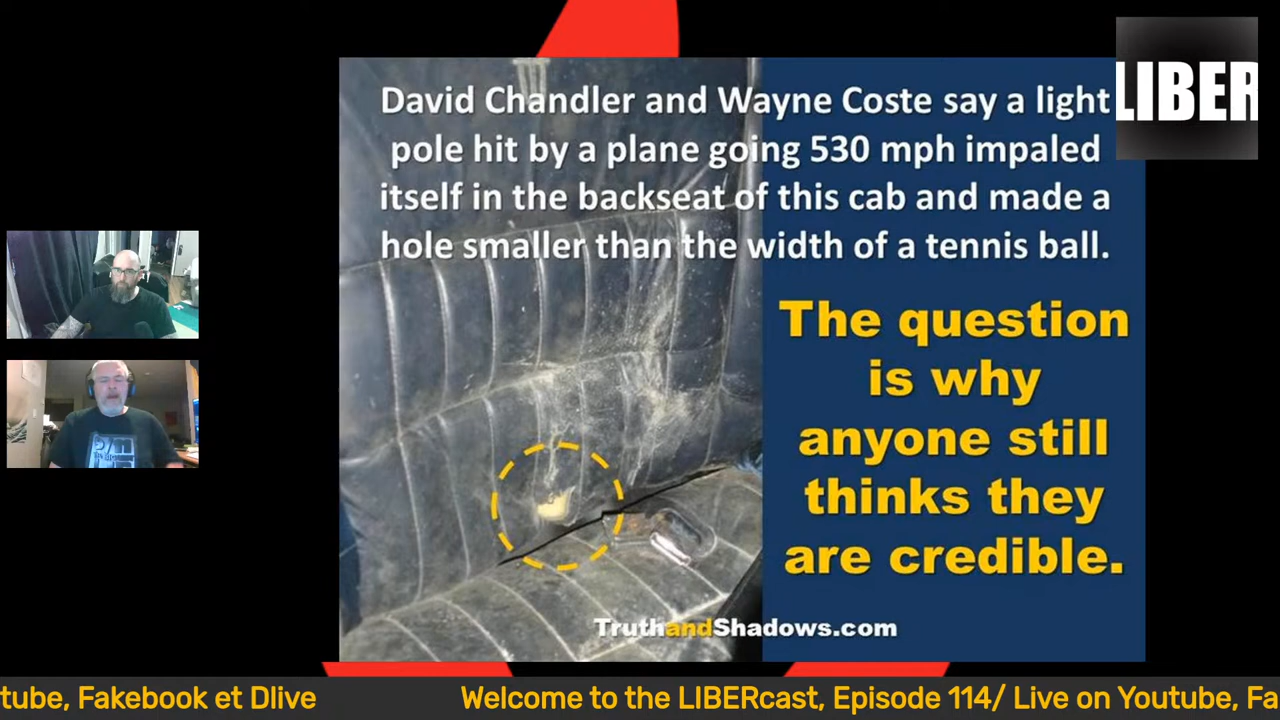 David Chandler and Wayne Coste say a light
pole hit by a plane going 530 mph impaled
itself in the backseat of this cab and made a
hole smaller than the width of a tennis ball.
The question
is why
anyone still
thinks they
are credible.
TruthandShadows.com
LIBER
tube, Fakebook et Dlive Welcome to the LIBERcast, Episode 114/ Live on Youtube, Fa